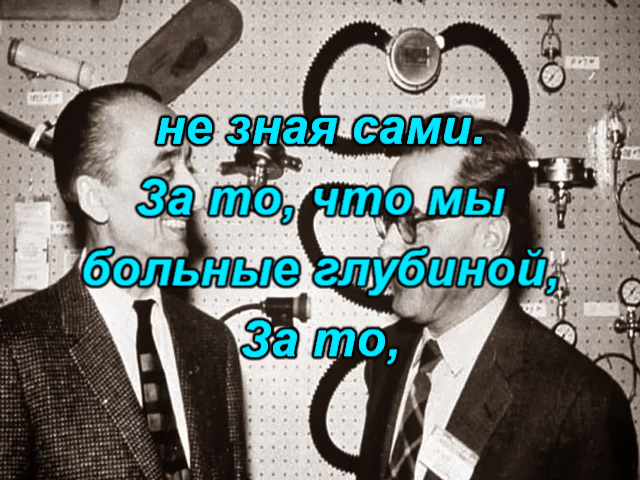 не зная сами.
За то, что мы
больные глубиной,
За то,